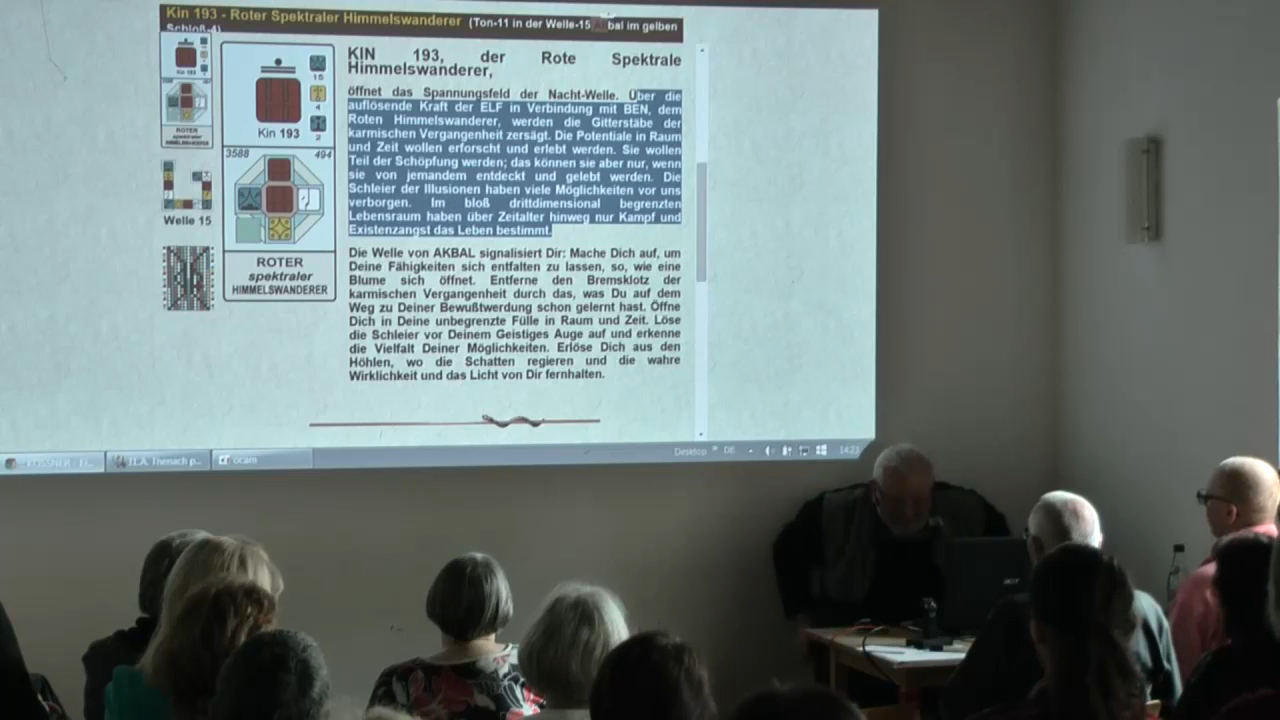 Kin 193 - Roter Spektraler Himmelswanderer (Ton-11 in der Welle-15 bal im gelben
Schloß-4)
KIN 193, der Rote Spektrale
Himmelswanderer,
öffnet das Spannungsfeld der Nacht-Welle. Über die
auflösende Kraft der ELF in Verbindung mit BEN, dem
Roten Himmelswanderer, werden die Gitterstäbe der
karmischen Vergangenheit zersägt. Die Potentiale in Raum
und Zeit wollen erforscht und erlebt werden. Sie wollen
Teil der Schöpfung werden; das können sie aber nur, wenn
sie von jemandem entdeckt und gelebt werden. Die
Schleier der Illusionen haben viele Möglichkeiten vor uns
verborgen. Im bloß drittdimensional begrenzten
Lebensraum haben über Zeitalter hinweg nur Kampf und
Existenzangst das Leben bestimmt.
Die Welle von AKBAL signalisiert Dir: Mache Dich auf, um
Deine Fähigkeiten sich entfalten zu lassen, so, wie eine
Blume sich öffnet. Entferne den Bremsklotz der
karmischen Vergangenheit durch das, was Du auf dem
Weg zu Deiner Bewußtwerdung schon gelernt hast. Öffne
Dich in Deine unbegrenzte Fülle in Raum und Zeit. Löse
die Schleier vor Deinem Geistiges Auge auf und erkenne
die Vielfalt Deiner Möglichkeiten. Erlöse Dich aus den
Höhlen, wo die Schatten regieren und die wahre
Wirklichkeit und das Licht von Dir fernhalten.
Kin 193
ROTER
spektraler
HIMMELSWANDERER
Welle 15
15
4
2
Kin 193
3588 494
ROTER
spektraler
HIMMELSWANDERER
J.L.A. Thenach p...
ocam
Desktop
DE
14:23
acer